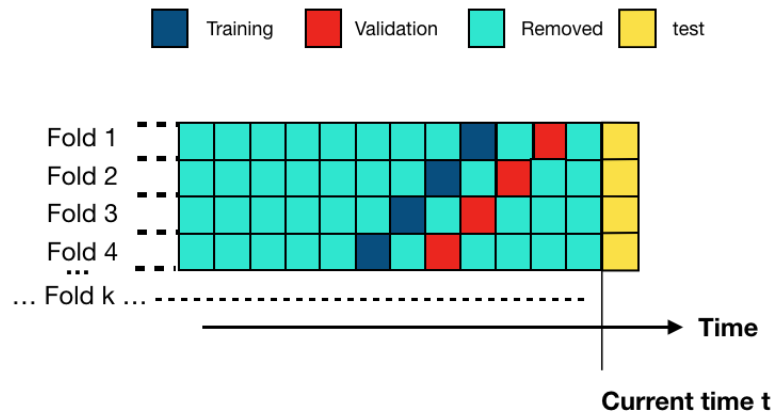 Training Validation Removed test
Fold 1
Fold 2
Fold 3
Fold 4
...
... Fold k ...
Time
Current time t